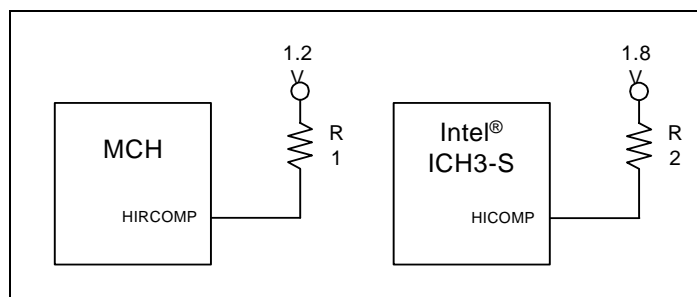 1.2
V
R
1
MCH
HIRCOMP
1.8
V
R
2
Intel®
ICH3-S
HICOMP